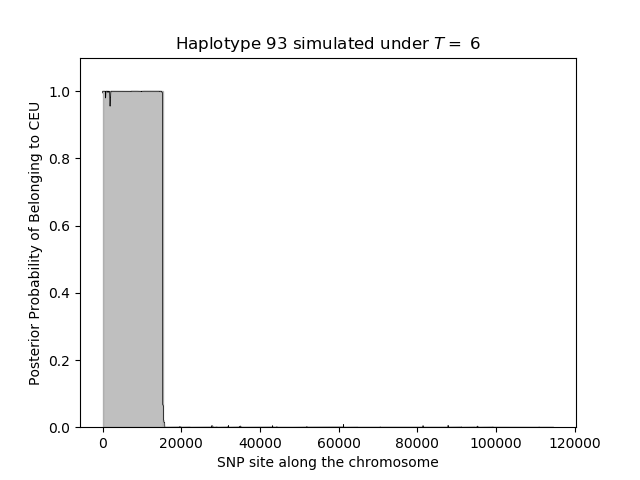 Haplotype 93 simulated under T = 6
Posterior Probability of Belonging to CEU
1.0
0.8
0.6
0.4
0.2
0.0
0 20000 40000 60000 80000 100000 120000
SNP site along the chromosome